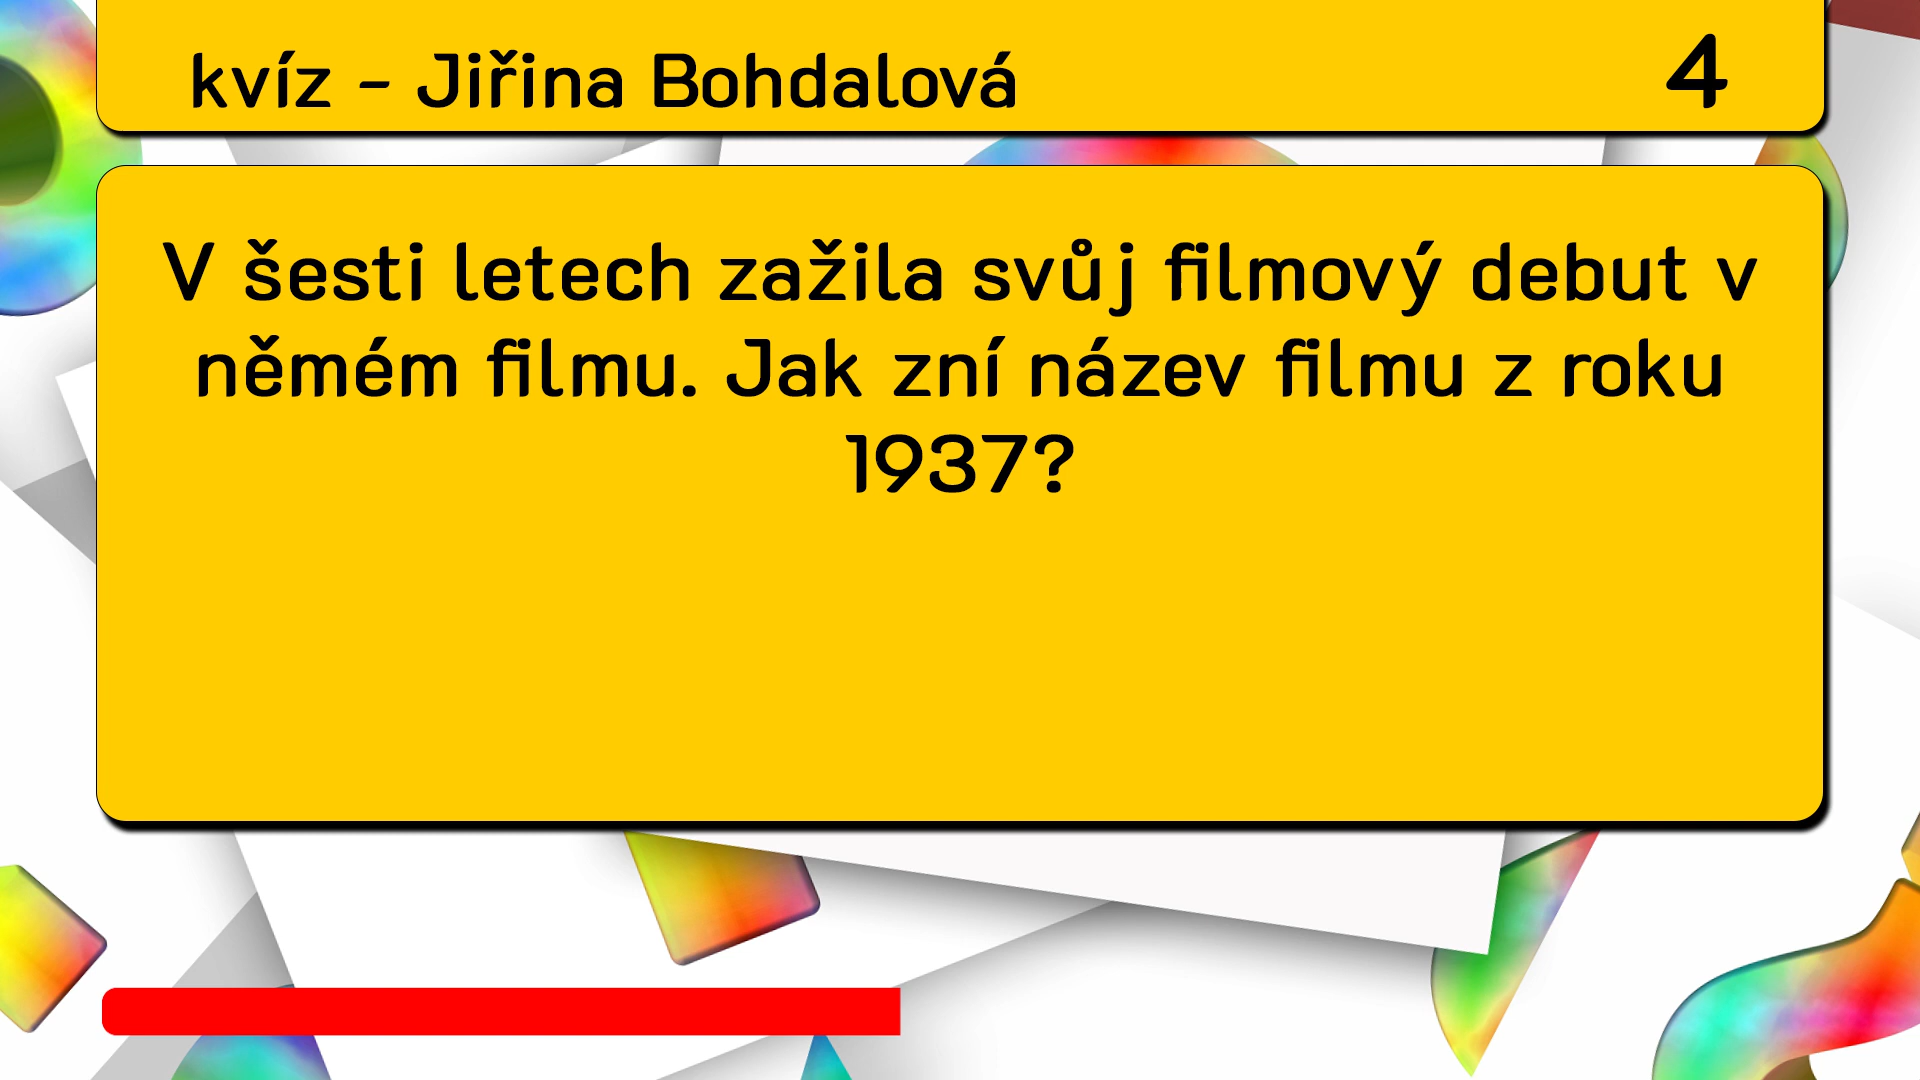 kvíz - Jiřina Bohdalová
4
V šesti letech zažila svůj filmový debut v
němém filmu. Jak zní název filmu z roku
1937?